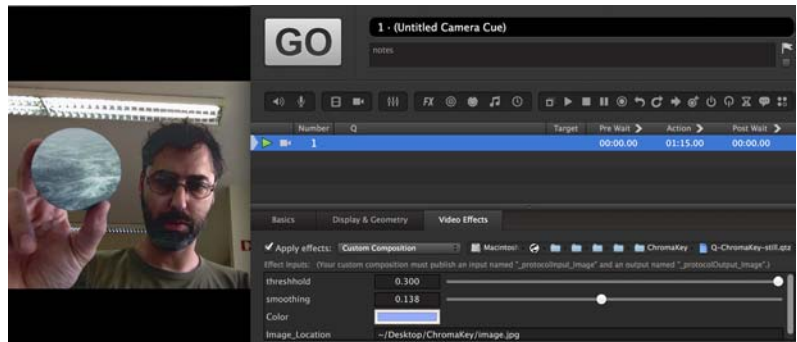 GO
1 · (Untitled Camera Cue)
notes
FX
Number Q Target Pre Wait Action Post Wait
1 00:00.00 01:15.00 00:00.00
Basics Display & Geometry Video Effects
Apply effects: Custom Composition Macintosh ChromaKey Q-ChromaKey-still.qtz
Effect Inputs: (Your custom composition must publish an input named "_protocolInput_Image" and an output named "_protocolOutput_Image".)
threshhold 0.300
smoothing 0.138
Color
Image_Location ~/Desktop/ChromaKey/image.jpg